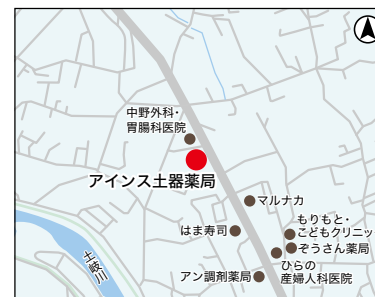 中野外科・
胃腸科医院
アインス土器薬局
マルナカ
はま寿司
もりもと・
こどもクリニッ
ぞうさん薬局
ひらの
産婦人科医院
アン調剤薬局
土岐川